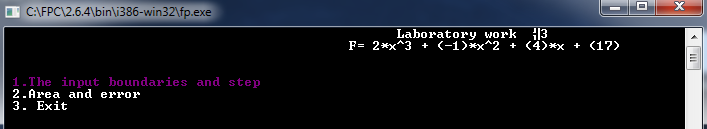 C:\FPC\2.6.4\bin\i386-win32\fp.exe
Laboratory work ╢3
F= 2*x^3 + (-1)*x^2 + (4)*x + (17)
1.The input boundaries and step
2.Area and error
3. Exit